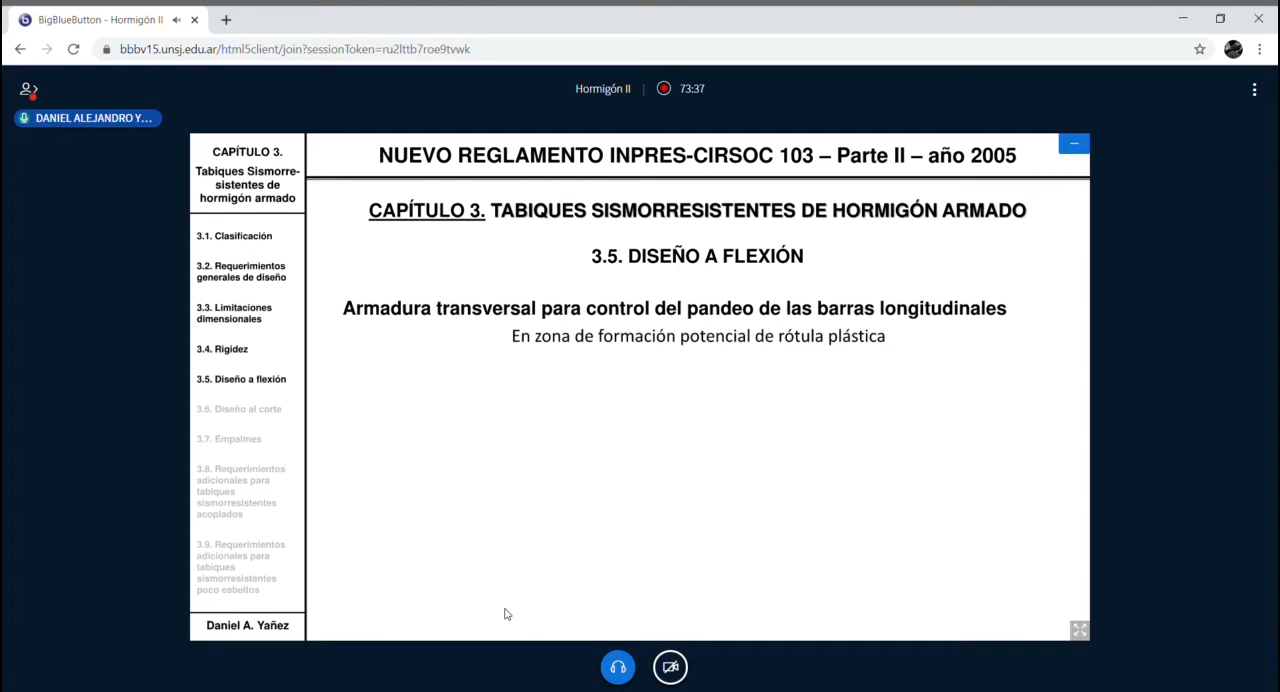 BigBlueButton - Hormigón II
bbbv15.unsj.edu.ar/html5client/join?sessionToken=ru2lttb7roe9tvwk
Hormigón II | 73:37
DANIEL ALEJANDRO Y...
CAPÍTULO 3.
Tabiques Sismorre-
sistentes de
hormigón armado
3.1. Clasificación
3.2. Requerimientos
generales de diseño
3.3. Limitaciones
dimensionales
3.4. Rigidez
3.5. Diseño a flexión
3.6. Diseño al corte
3.7. Empalmes
3.8. Requerimientos
adicionales para
tabiques
sismorresistentes
acoplados
3.9. Requerimientos
adicionales para
tabiques
sismorresistentes
poco esbeltos
Daniel A. Yañez
NUEVO REGLAMENTO INPRES-CIRSOC 103 – Parte II – año 2005
CAPÍTULO 3. TABIQUES SISMORRESISTENTES DE HORMIGÓN ARMADO
3.5. DISEÑO A FLEXIÓN
Armadura transversal para control del pandeo de las barras longitudinales
En zona de formación potencial de rótula plástica